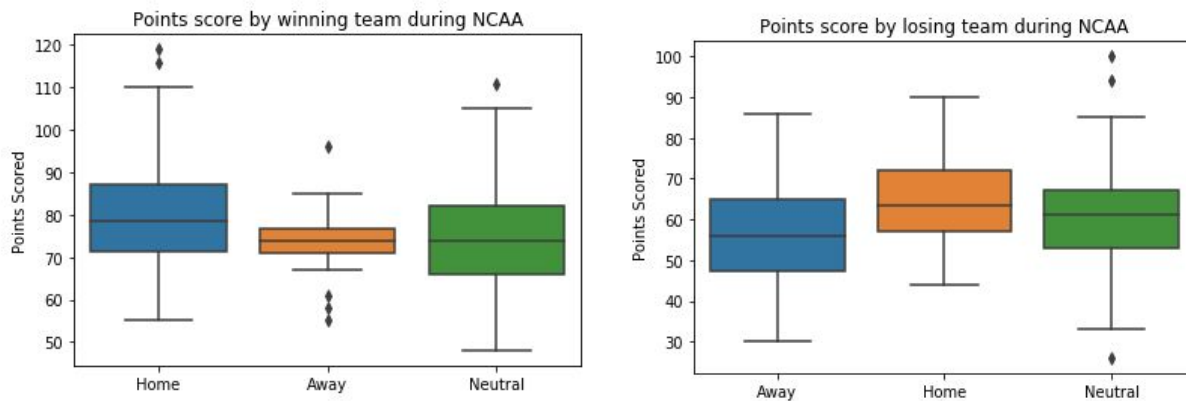 Points score by winning team during NCAA
120
110
100
90
80
70
60
50
Points Scored
Home Away Neutral
Points score by losing team during NCAA
100
90
80
70
60
50
40
30
Points Scored
Away Home Neutral